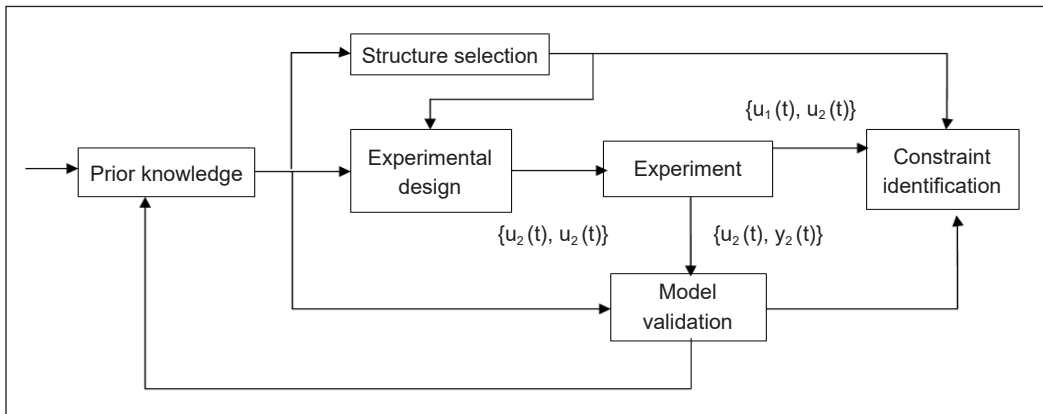 Structure selection
{u₁(t), u₂(t)}
Prior knowledge
Experimental
design
Experiment
Constraint
identification
{u₂(t), u₂(t)}
{u₂(t), y₂(t)}
Model
validation